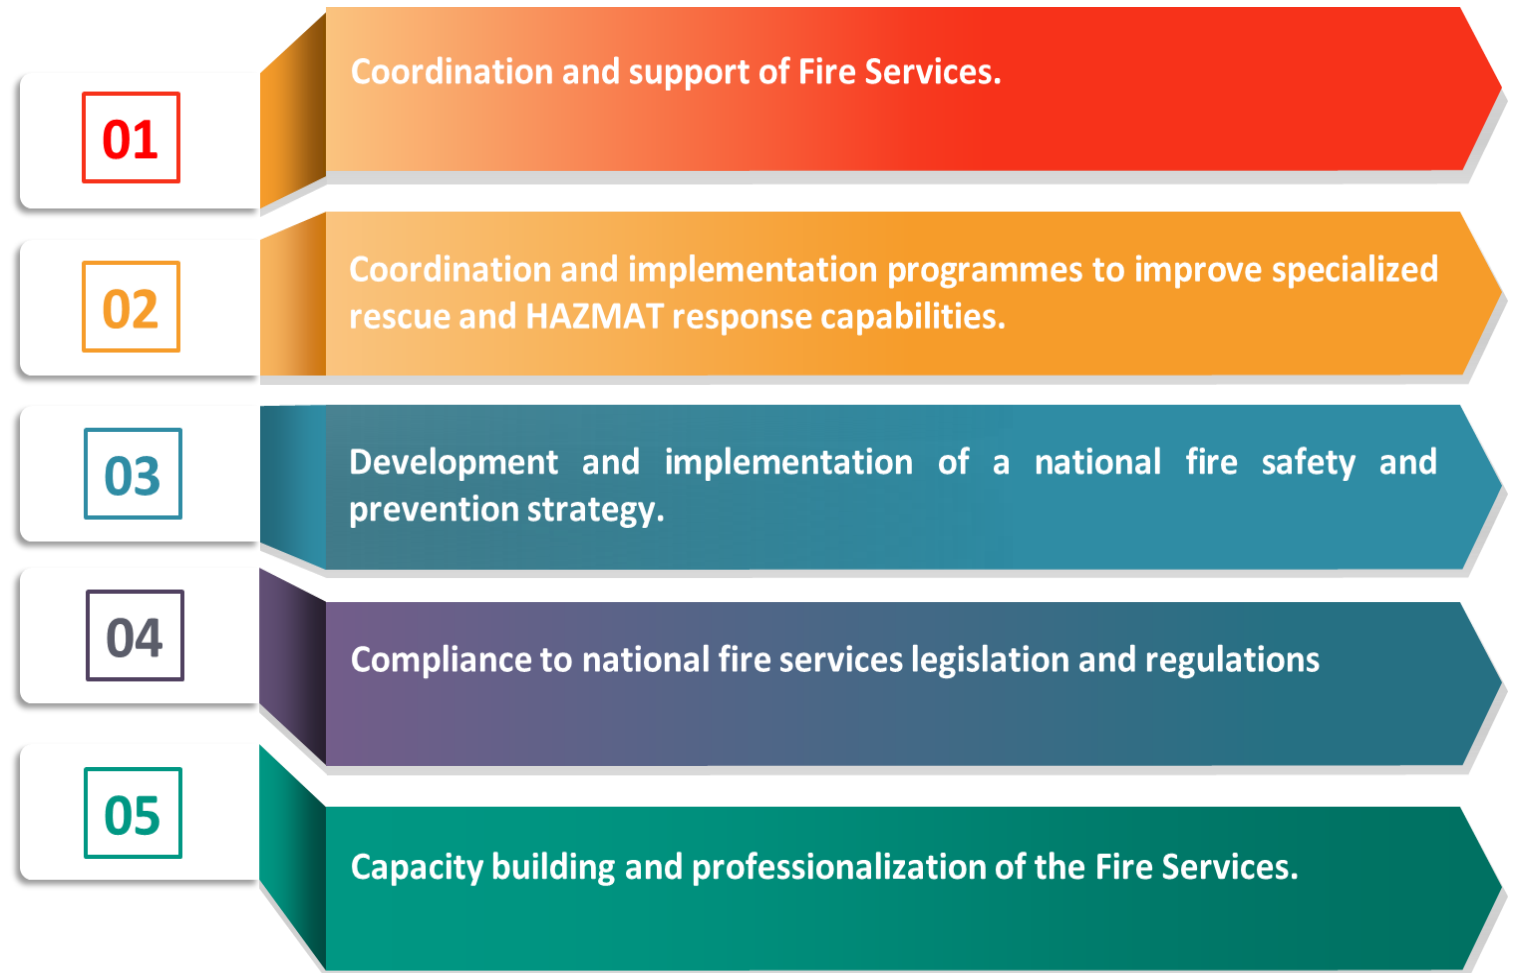 01
Coordination and support of Fire Services.
02
Coordination and implementation programmes to improve specialized
rescue and HAZMAT response capabilities.
03
Development and implementation of a national fire safety and
prevention strategy.
04
Compliance to national fire services legislation and regulations
05
Capacity building and professionalization of the Fire Services.